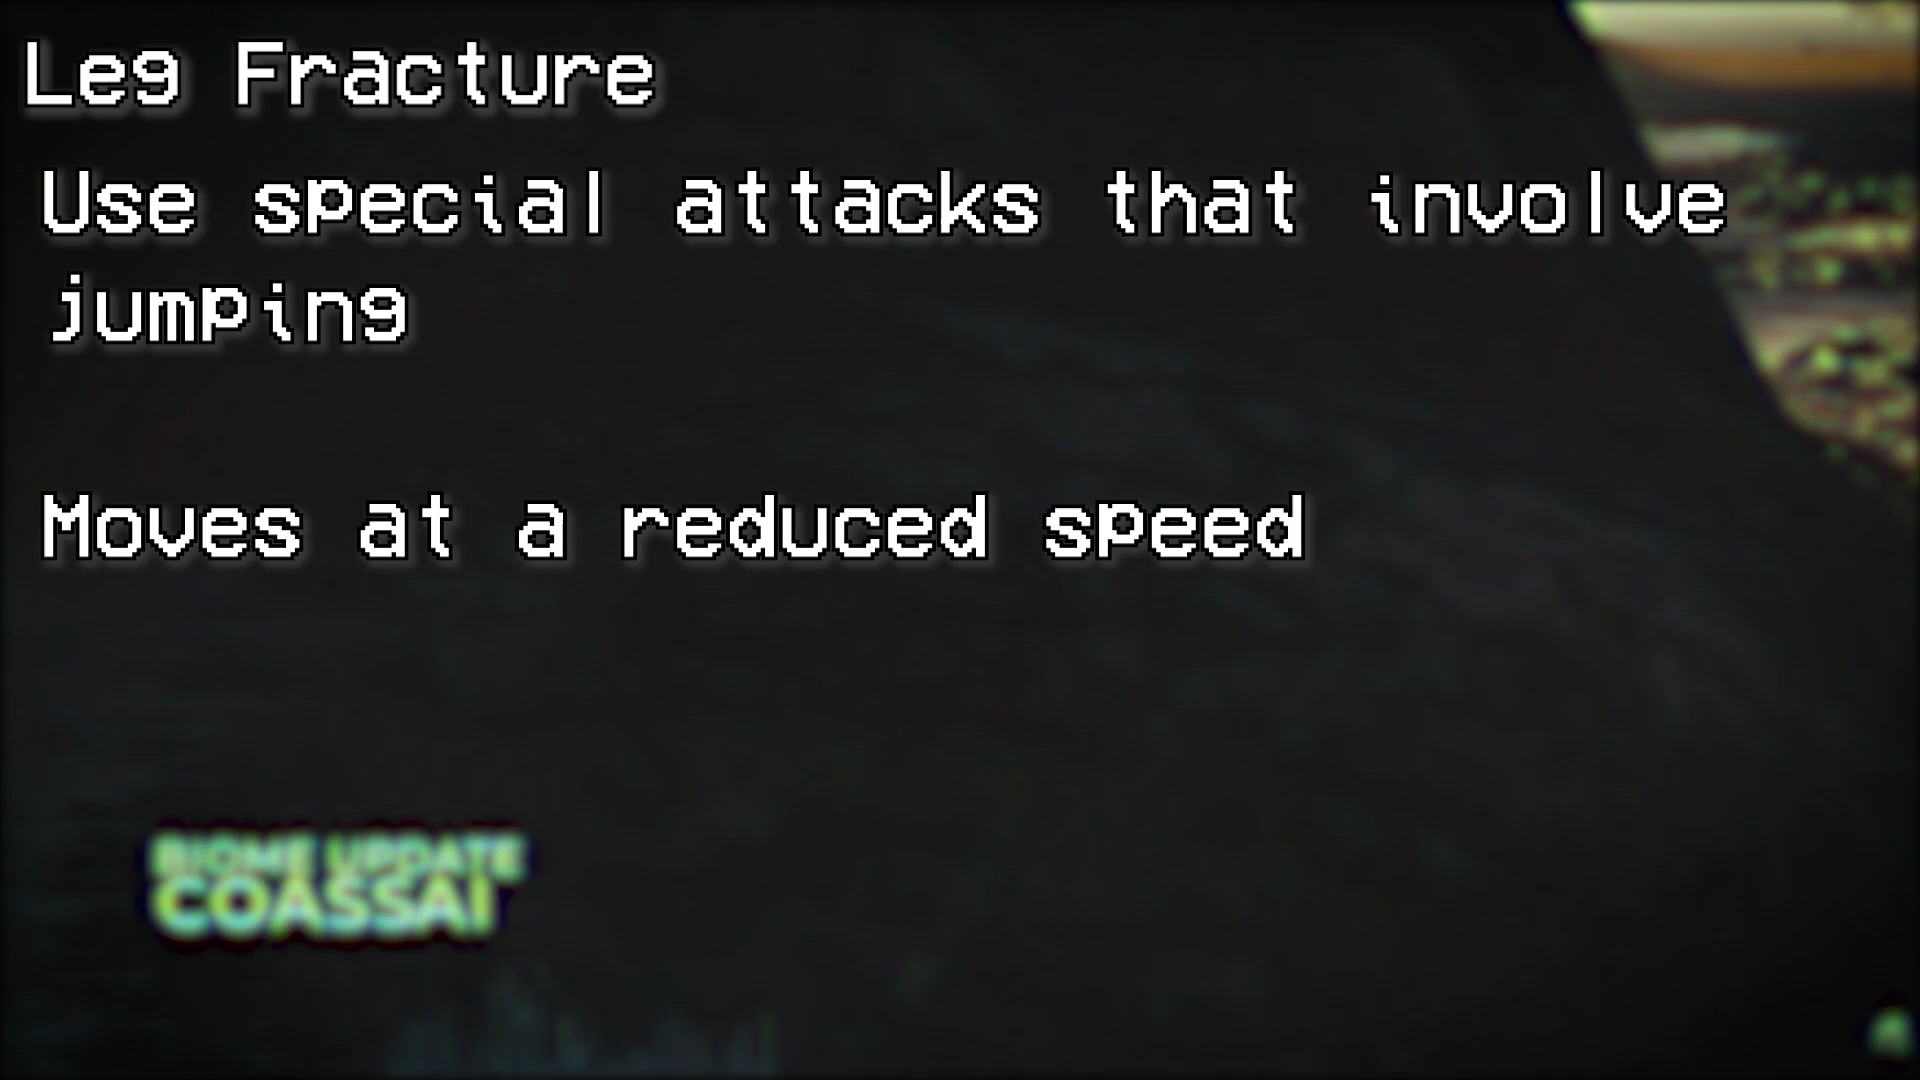 Leg Fracture
Use special attacks that involve
jumping
Moves at a reduced speed
BIOME UPDATE
COASSAI